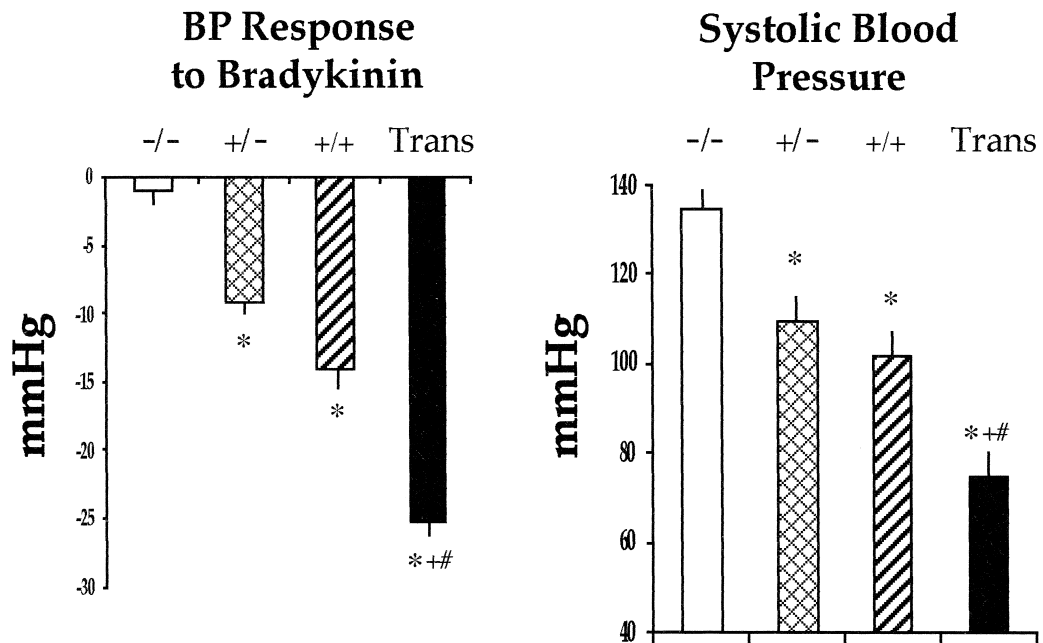 BP Response
to Bradykinin
-/- +/- +/+ Trans
0
-5
-10
-15
-20
-25
-30
mmHg
*
*
*+#
Systolic Blood
Pressure
-/- +/- +/+ Trans
140
120
100
80
60
40
mmHg
*
*
*+#